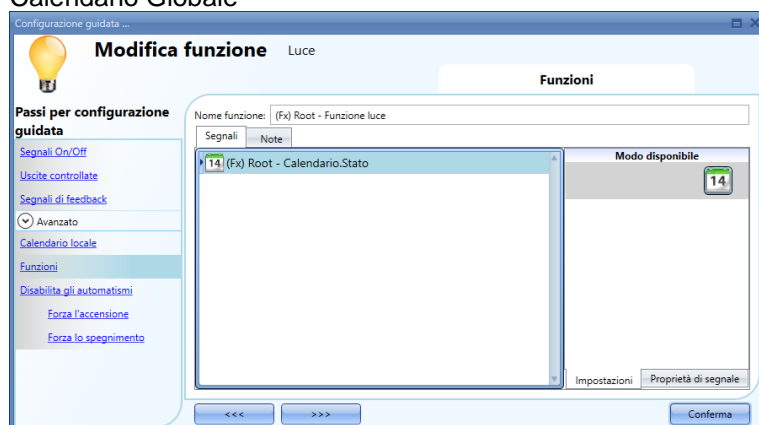 Calendario Globale
Configurazione guidata ...
Modifica funzione Luce
Funzioni
Passi per configurazione guidata
Segnali On/Off
Uscite controllate
Segnali di feedback
Avanzato
Calendario locale
Funzioni
Disabilita gli automatismi
Forza l'accensione
Forza lo spegnimento
Nome funzione: (Fx) Root - Funzione luce
Segnali Note
14 (Fx) Root - Calendario.Stato
Modo disponibile
14
Impostazioni Proprietà di segnale
<<< >>> Conferma